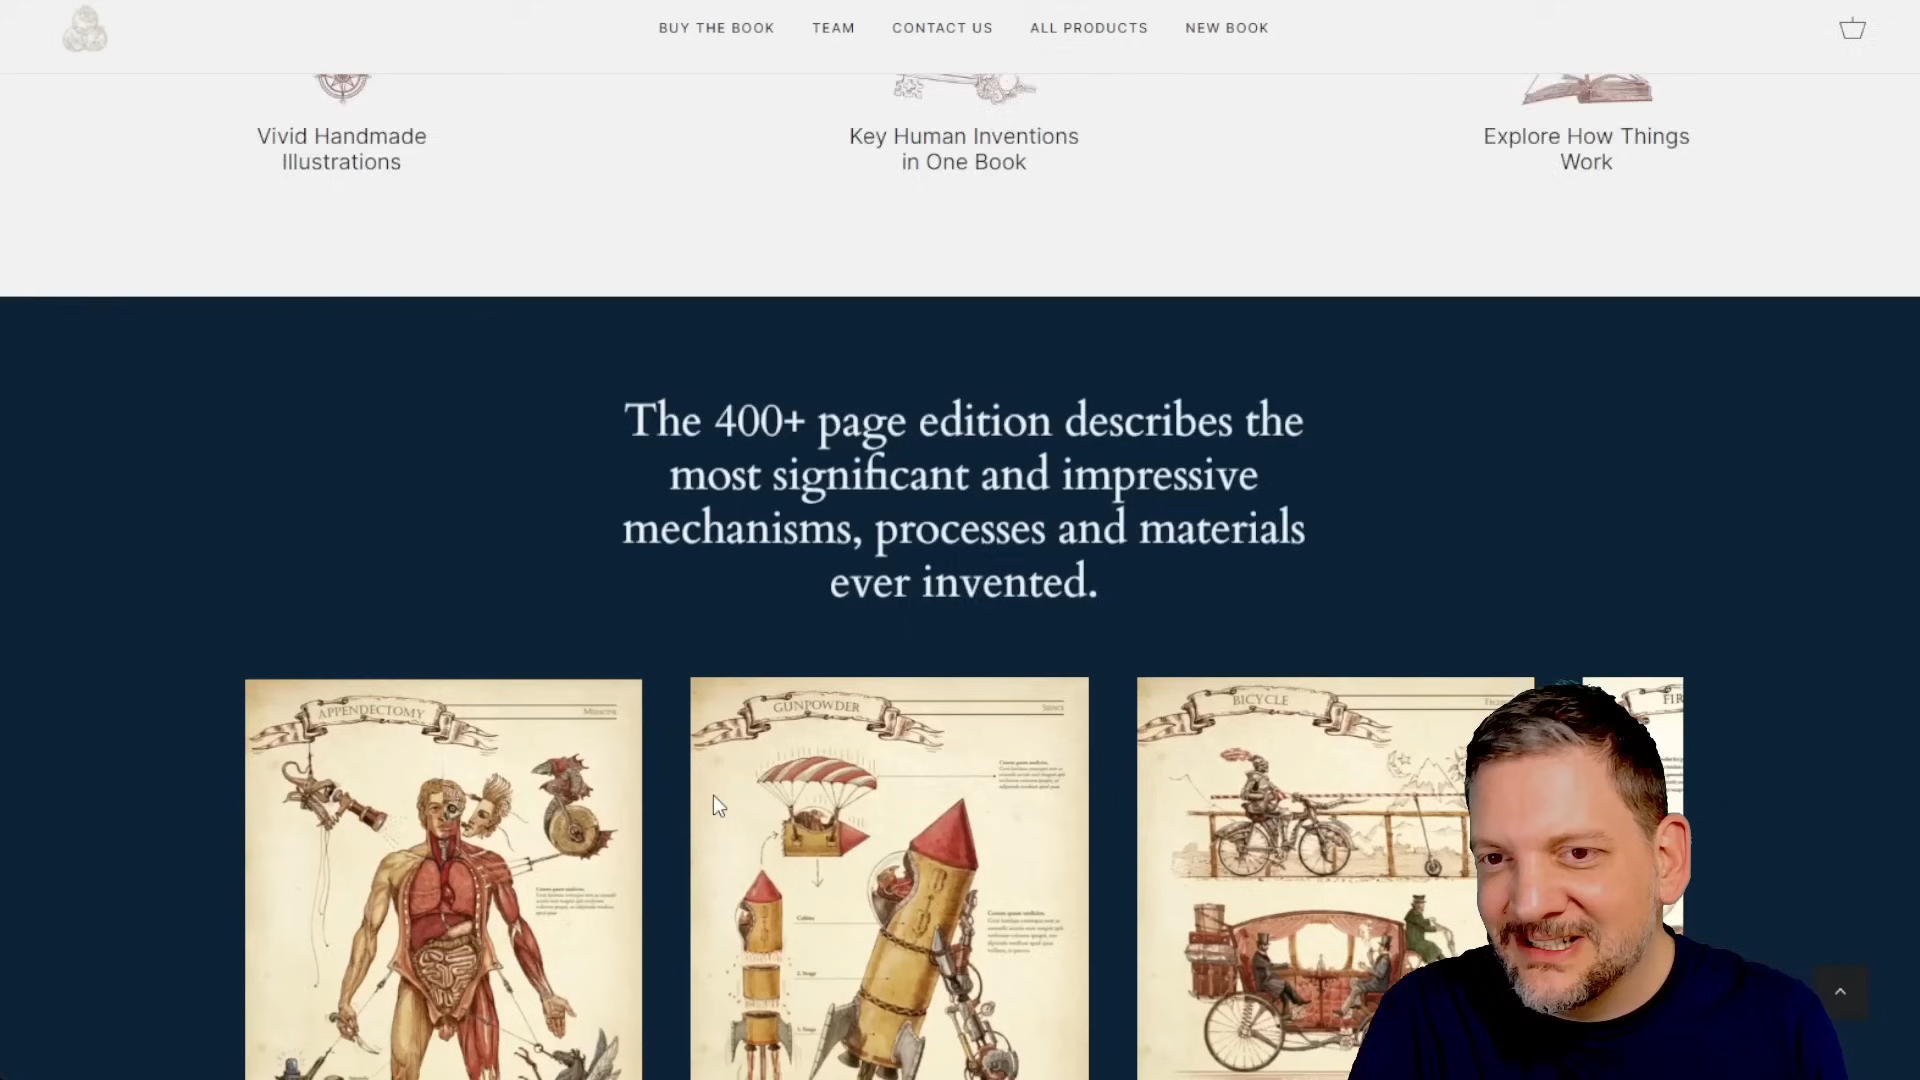 BUY THE BOOK TEAM CONTACT US ALL PRODUCTS NEW BOOK
Vivid Handmade
Illustrations
Key Human Inventions
in One Book
Explore How Things
Work
The 400+ page edition describes the
most significant and impressive
mechanisms, processes and materials
ever invented.
APPENDECTOMY
MEDICINE
GUNPOWDER
BICYCLE
FIR